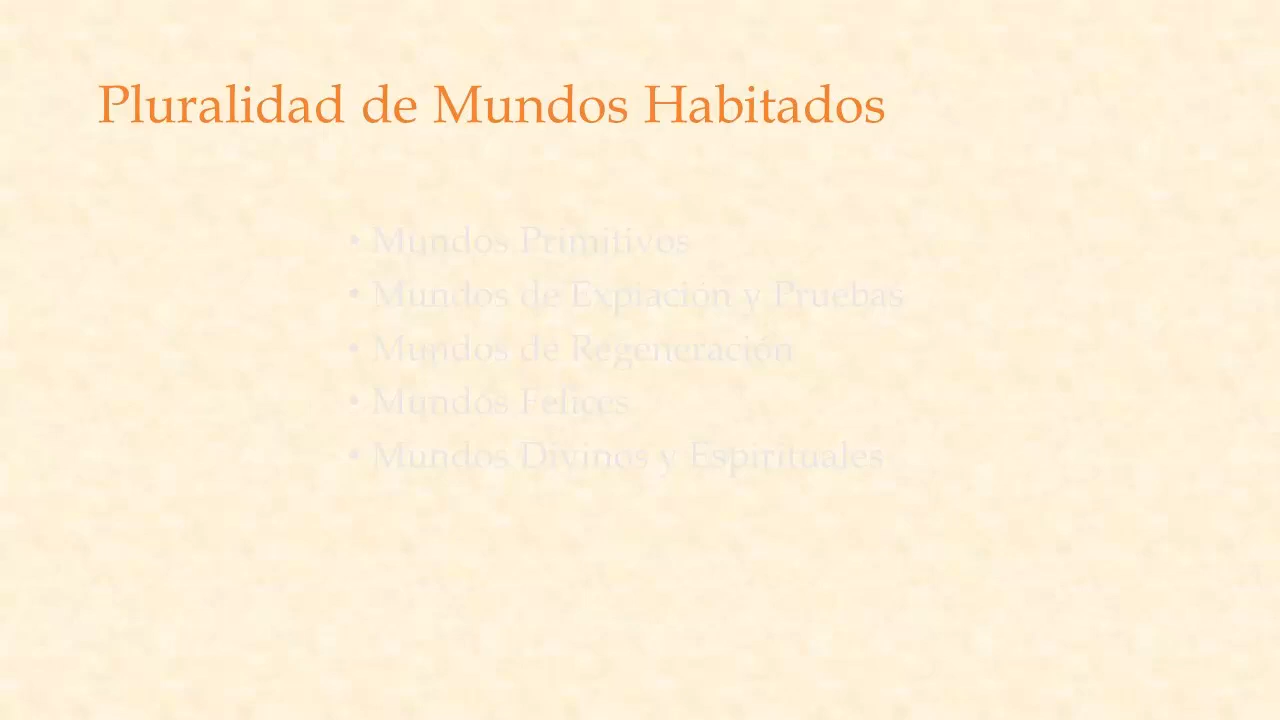 Pluralidad de Mundos Habitados
• Mundos Primitivos
• Mundos de Expiación y Pruebas
• Mundos de Regeneración
• Mundos Felices
• Mundos Divinos y Espirituales